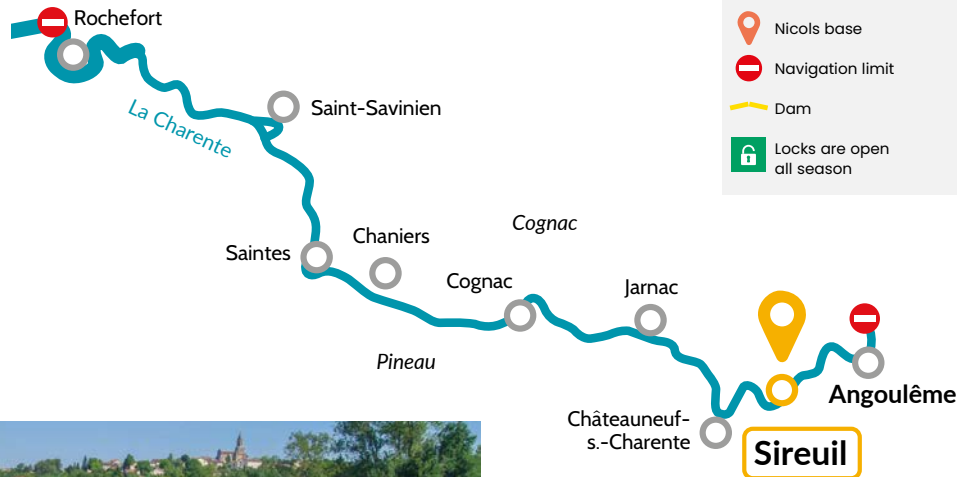 Rochefort
Nicols base
Navigation limit
Dam
Locks are open
all season
La Charente
Saint-Savinien
Cognac
Saintes
Chaniers
Cognac
Jarnac
Pineau
Angoulême
Châteauneuf-
s.-Charente
Sireuil